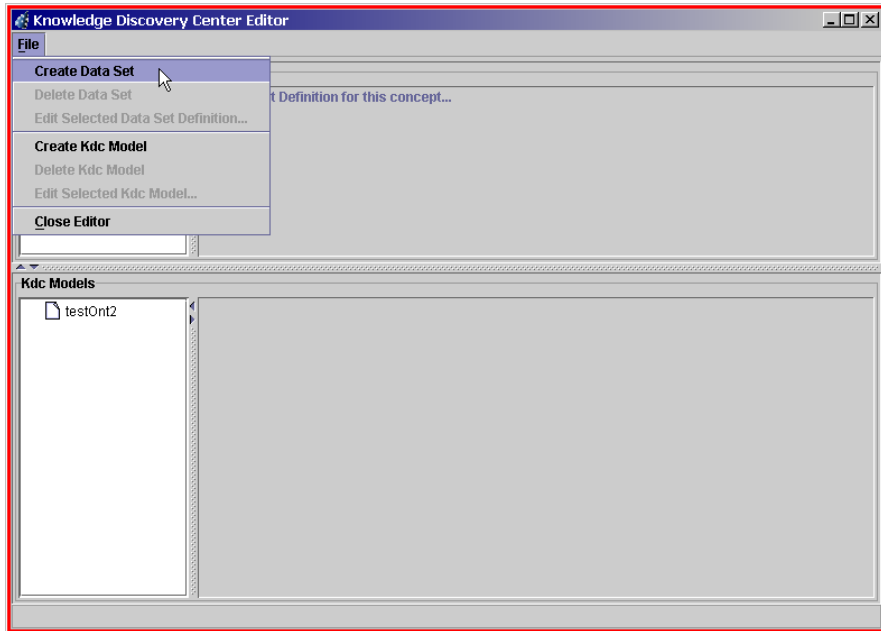 Knowledge Discovery Center Editor
File
Create Data Set
Delete Data Set
t Definition for this concept...
Edit Selected Data Set Definition...
Create Kdc Model
Delete Kdc Model
Edit Selected Kdc Model...
Close Editor
Kdc Models
testOnt2